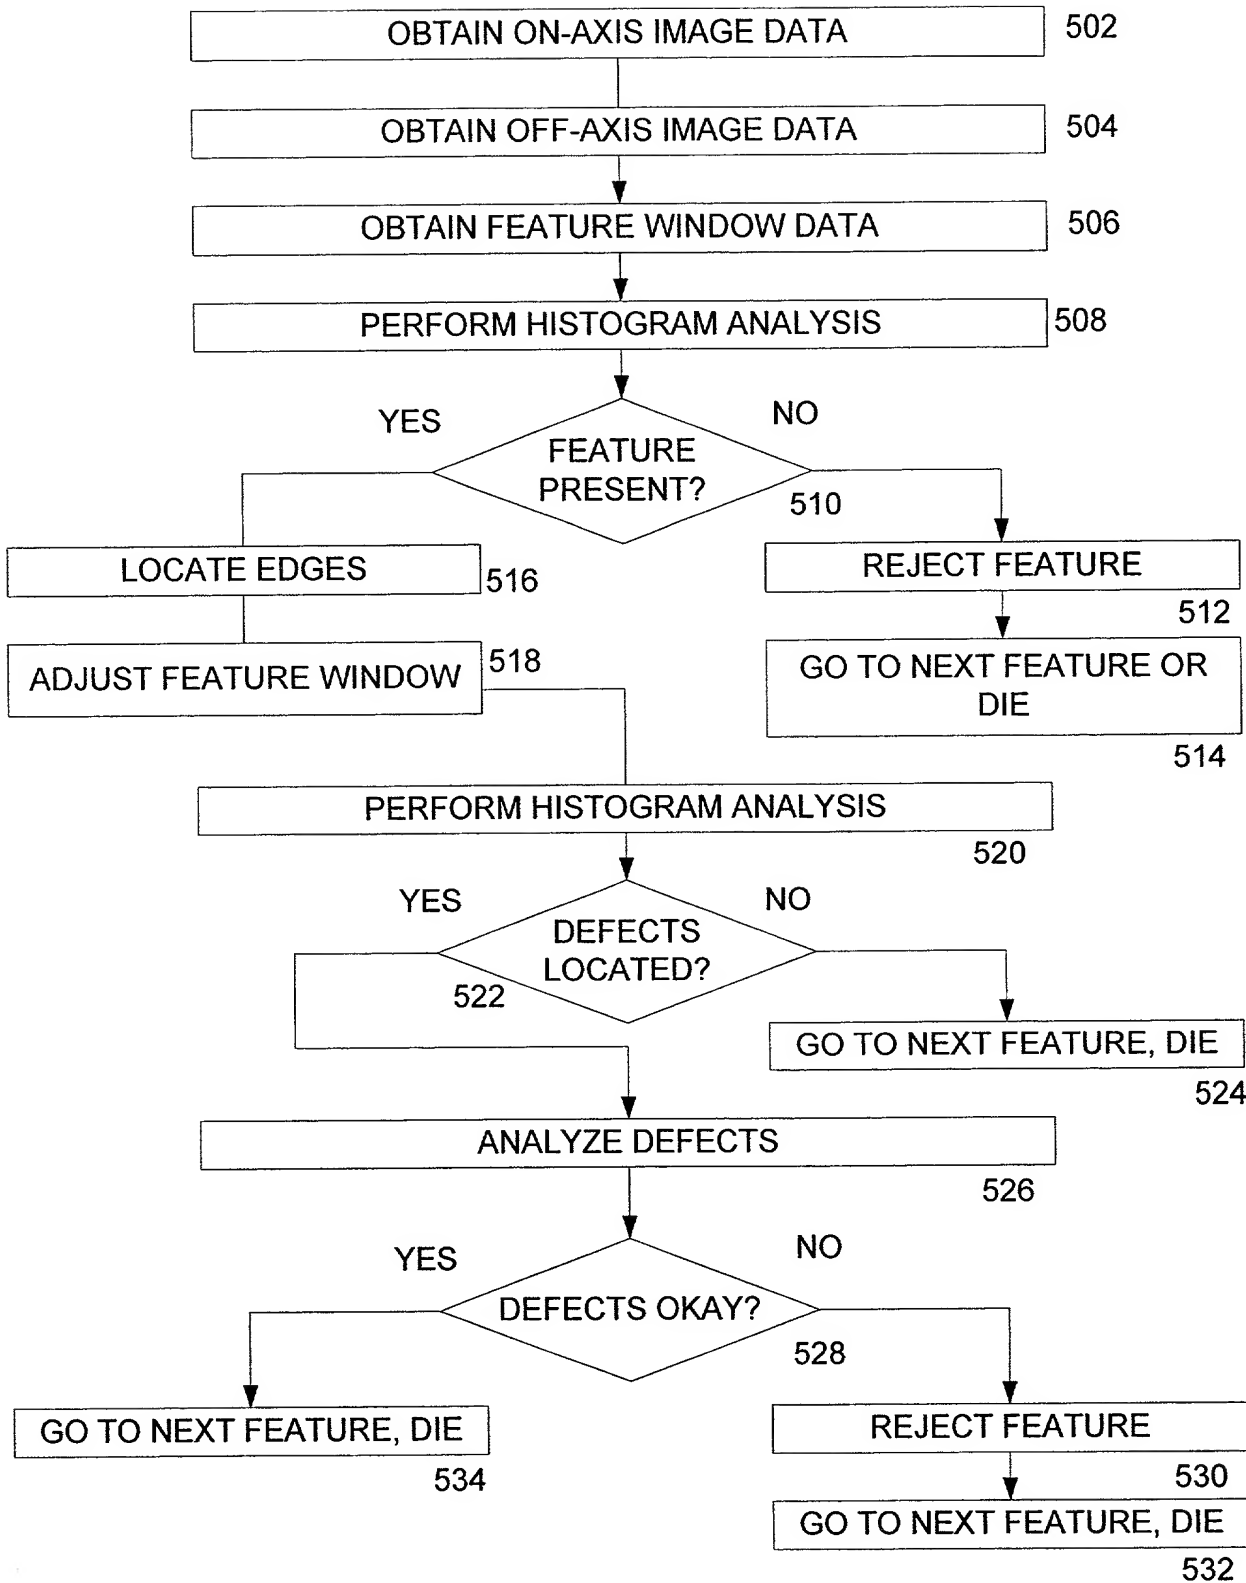 OBTAIN ON-AXIS IMAGE DATA
502
OBTAIN OFF-AXIS IMAGE DATA
504
OBTAIN FEATURE WINDOW DATA
506
PERFORM HISTOGRAM ANALYSIS
508
YES
NO
FEATURE
PRESENT?
510
LOCATE EDGES
516
REJECT FEATURE
512
ADJUST FEATURE WINDOW
518
GO TO NEXT FEATURE OR
DIE
514
PERFORM HISTOGRAM ANALYSIS
520
YES
NO
DEFECTS
LOCATED?
522
GO TO NEXT FEATURE, DIE
524
ANALYZE DEFECTS
526
YES
NO
DEFECTS OKAY?
528
GO TO NEXT FEATURE, DIE
534
REJECT FEATURE
530
GO TO NEXT FEATURE, DIE
532